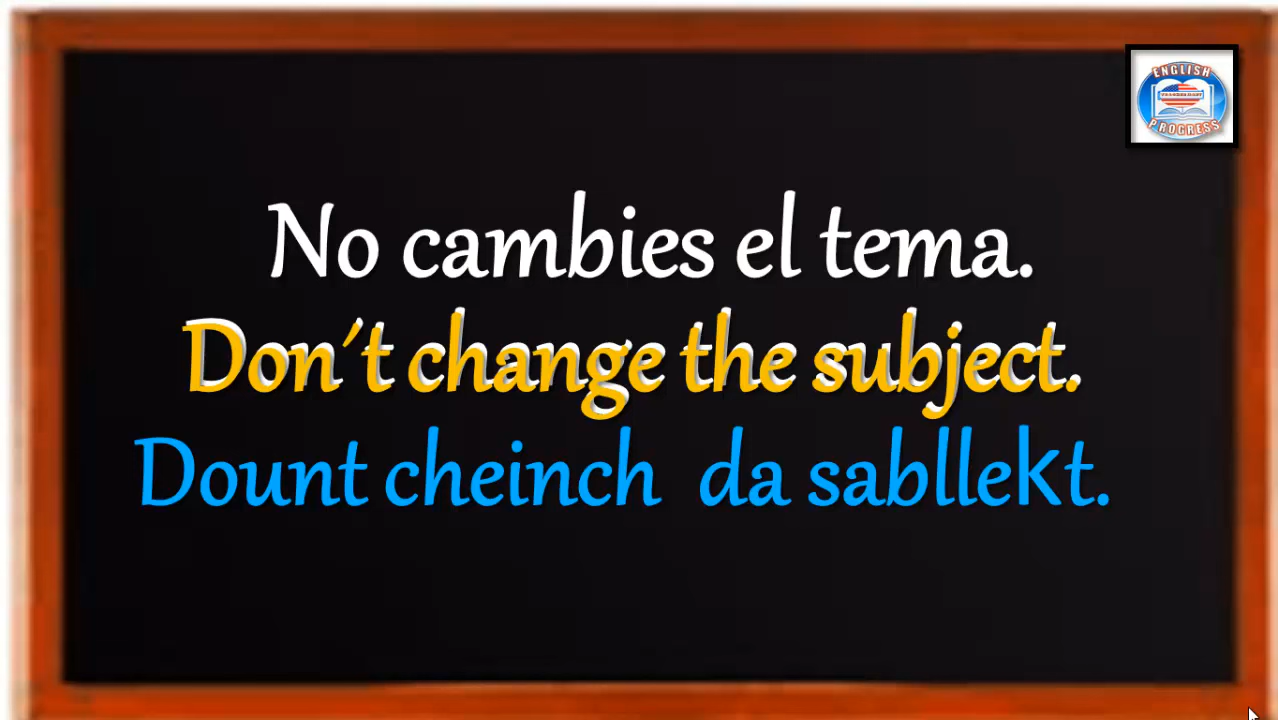 ENGLISH
PROGRESS
No cambies el tema.
Don´t change the subject.
Dount cheinch da sabllekt.